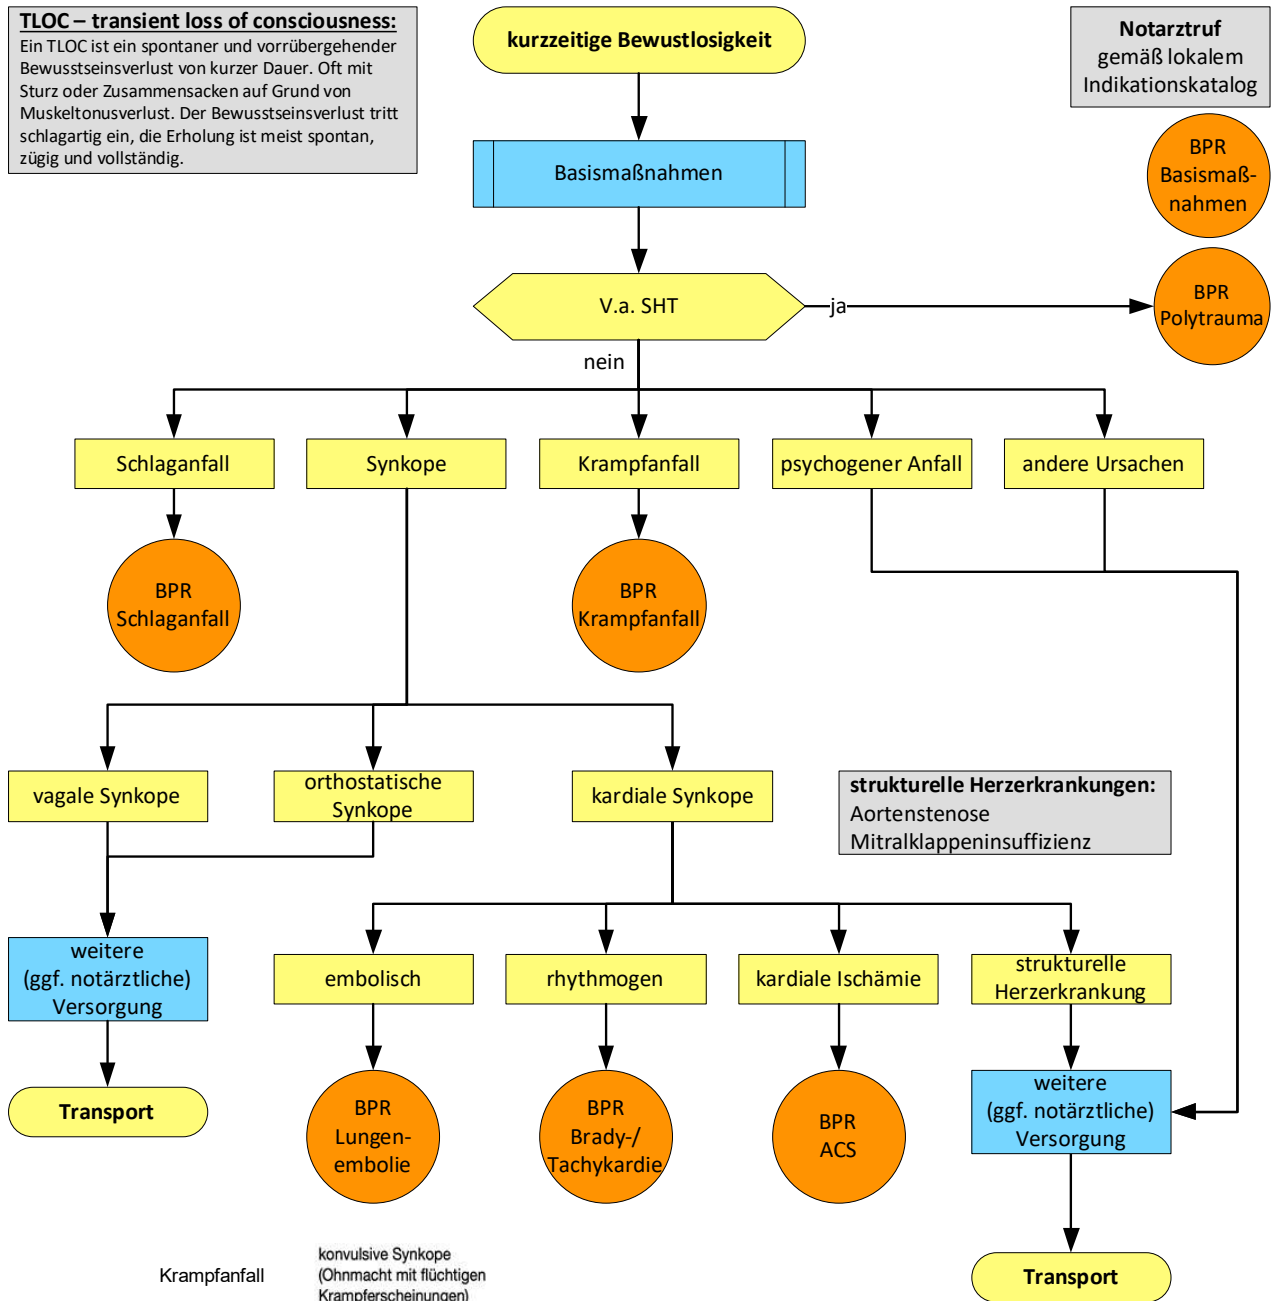 TLOC – transient loss of consciousness:
Ein TLOC ist ein spontaner und vorrübergehender
Bewusstseinsverlust von kurzer Dauer. Oft mit
Sturz oder Zusammensacken auf Grund von
Muskeltonusverlust. Der Bewusstseinsverlust tritt
schlagartig ein, die Erholung ist meist spontan,
zügig und vollständig.
kurzzeitige Bewustlosigkeit
Notarztruf
gemäß lokalem
Indikationskatalog
Basismaßnahmen
BPR
Basismaß-
nahmen
V.a. SHT
ja
BPR
Polytrauma
nein
Schlaganfall
Synkope
Krampfanfall
psychogener Anfall
andere Ursachen
BPR
Schlaganfall
BPR
Krampfanfall
vagale Synkope
orthostatische
Synkope
kardiale Synkope
strukturelle Herzerkrankungen:
Aortenstenose
Mitralklappeninsuffizienz
weitere
(ggf. notärztliche)
Versorgung
embolisch
rhythmogen
kardiale Ischämie
strukturelle
Herzerkrankung
Transport
BPR
Lungen-
embolie
BPR
Brady-/
Tachykardie
BPR
ACS
weitere
(ggf. notärztliche)
Versorgung
Krampfanfall
konvulsive Synkope
(Ohnmacht mit flüchtigen
Krampferscheinungen)
Transport